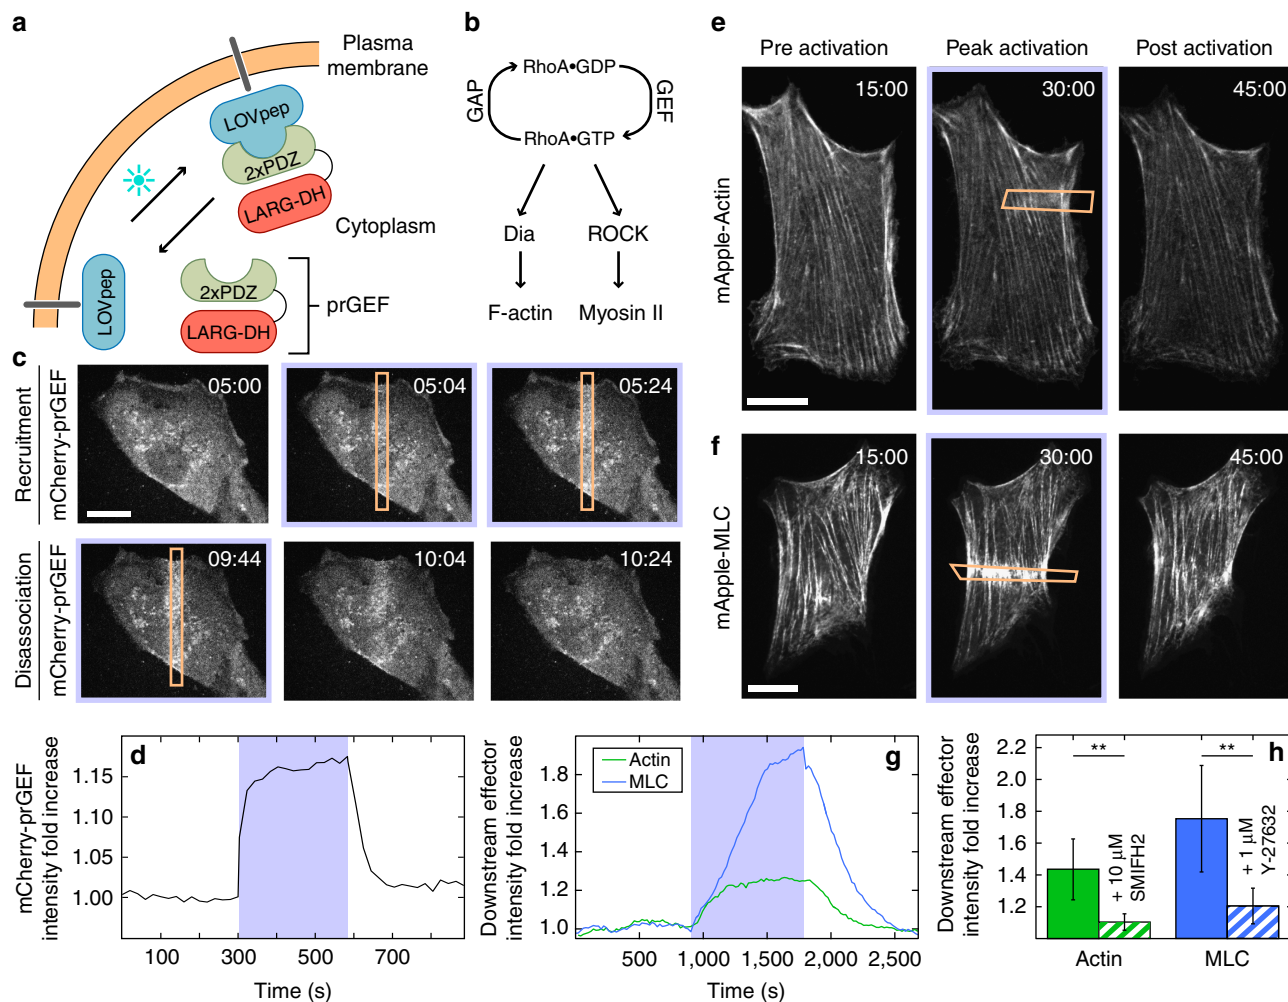 a
Plasma
membrane
LOVpep
2xPDZ
LARG-DH
Cytoplasm
LOVpep
2xPDZ
LARG-DH
prGEF
b
RhoA•GDP
GAP
GEF
RhoA•GTP
Dia
ROCK
F-actin
Myosin II
c
Recruitment
mCherry-prGEF
05:00
05:04
05:24
Disassociation
mCherry-prGEF
09:44
10:04
10:24
d
mCherry-prGEF
intensity fold increase
1.15
1.10
1.05
1.00
100
300
500
700
Time (s)
e
Pre activation
Peak activation
Post activation
mApple-Actin
15:00
30:00
45:00
f
mApple-MLC
15:00
30:00
45:00
g
Downstream effector
intensity fold increase
Actin
MLC
1.8
1.6
1.4
1.2
1.0
500
1,000
1,500
2,000
2,500
Time (s)
h
Downstream effector
intensity fold increase
2.2
2.0
1.8
1.6
1.4
1.2
**
**
+ 10 μM
SMIFH2
+ 1 μM
Y-27632
Actin
MLC